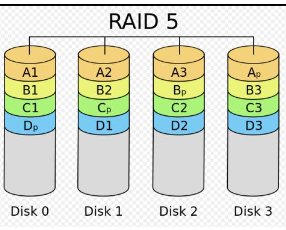 RAID 5
A1 A2 A3 Ap
B1 B2 Bp B3
C1 Cp C2 C3
Dp D1 D2 D3
Disk 0 Disk 1 Disk 2 Disk 3